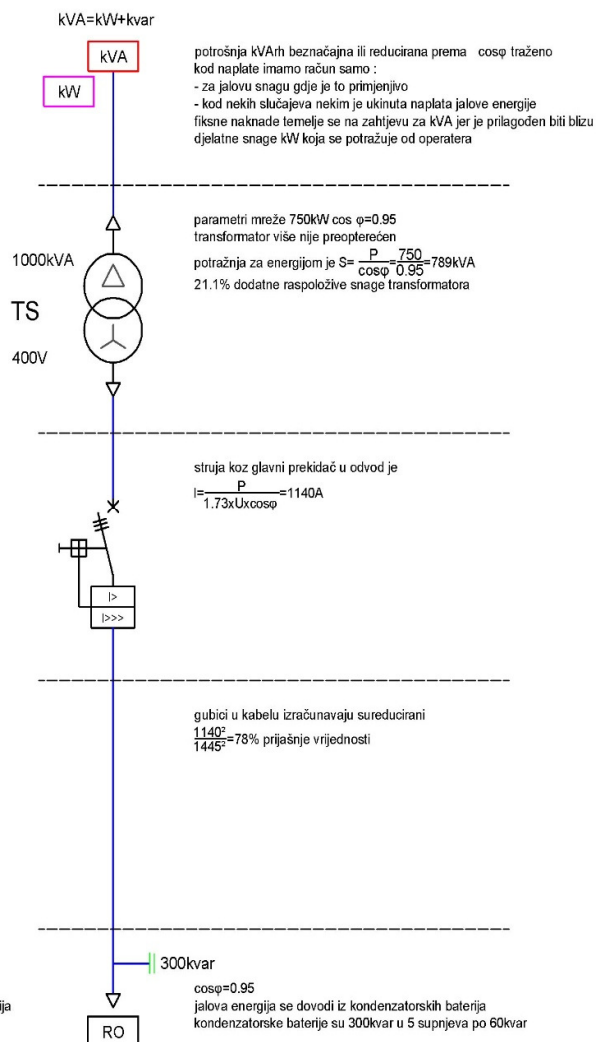 kVA=kW+kvar
kVA
kW
potrošnja kVArh beznačajna ili reducirana prema cosφ traženo
kod naplate imamo račun samo :
- za jalovu snagu gdje je to primjenjivo
- kod nekih slučajeva nekim je ukinuta naplata jalove energije
fiksne naknade temelje se na zahtjevu za kVA jer je prilagođen biti blizu
djelatne snage kW koja se potražuje od operatera
1000kVA
TS
400V
parametri mreže 750kW cos φ=0.95
transformator više nije preopterećen
potražnja za energijom je S= P/cosφ = 750/0.95 =789kVA
21.1% dodatne raspoložive snage transformatora
struja koz glavni prekidač u odvod je
I= P/1.73xUxcosφ =1140A
I>
I>>>
gubici u kabelu izračunavaju sureducirani
1140²/1445² =78% prijašnje vrijednosti
300kvar
cosφ=0.95
ija
jalova energija se dovodi iz kondenzatorskih baterija
kondenzatorske baterije su 300kvar u 5 supnjeva po 60kvar
RO